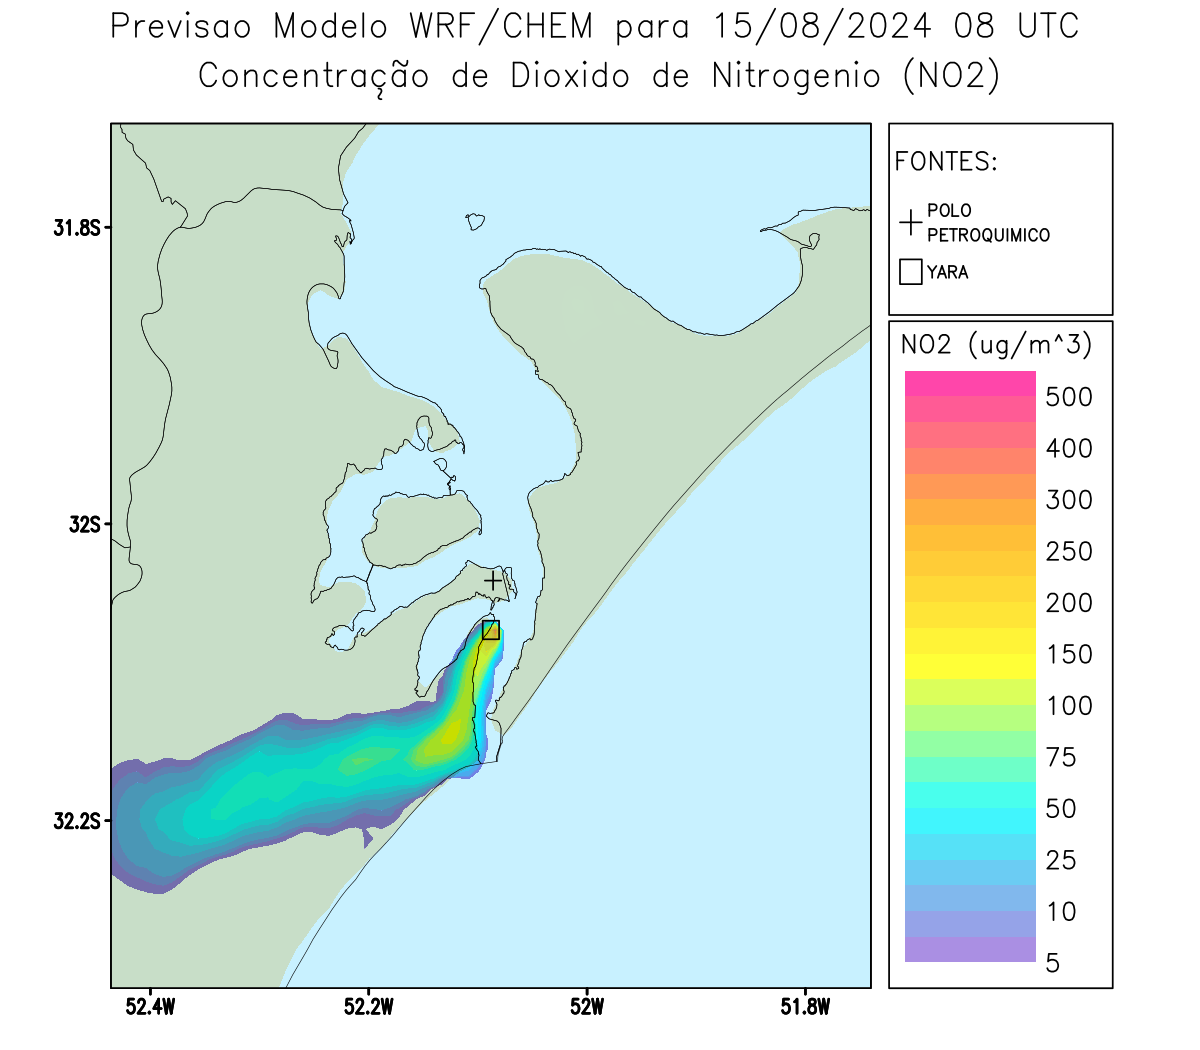 Previsao Modelo WRF/CHEM para 15/08/2024 08 UTC
Concentração de Dioxido de Nitrogenio (NO2)
FONTES:
POLO
PETROQUIMICO
YARA
NO2 (ug/m^3)
500
400
300
250
200
150
100
75
50
25
10
5
31.8S
32S
32.2S
52.4W
52.2W
52W
51.8W